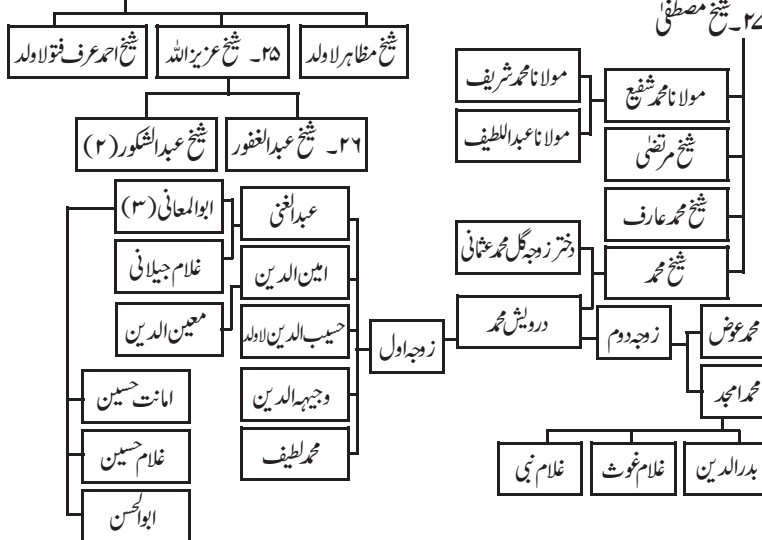 ۲۷۔ شیخ مصطفیٰ
شیخ مظاہر لاولد
۲۵۔ شیخ عزیز اللہ
شیخ احمد عرف فتو لاولد
مولانا محمد شفیع
مولانا محمد شریف
مولانا عبداللطیف
۲۶۔ شیخ عبدالغفور
شیخ عبدالشکور (۲)
شیخ مرتضیٰ
شیخ محمد عارف
شیخ محمد
دختر زوجہ گل محمد عثمانی
درویش محمد
عبدالغنی
ابوالمعانی (۳)
غلام جیلانی
امین الدین
معین الدین
حسیب الدین لاولد
وجیہہ الدین
محمد لطیف
زوجہ اول
زوجہ دوم
محمد عوض
محمد امجد
امانت حسین
غلام حسین
ابوالحسن
بدرالدین
غلام غوث
غلام نبی